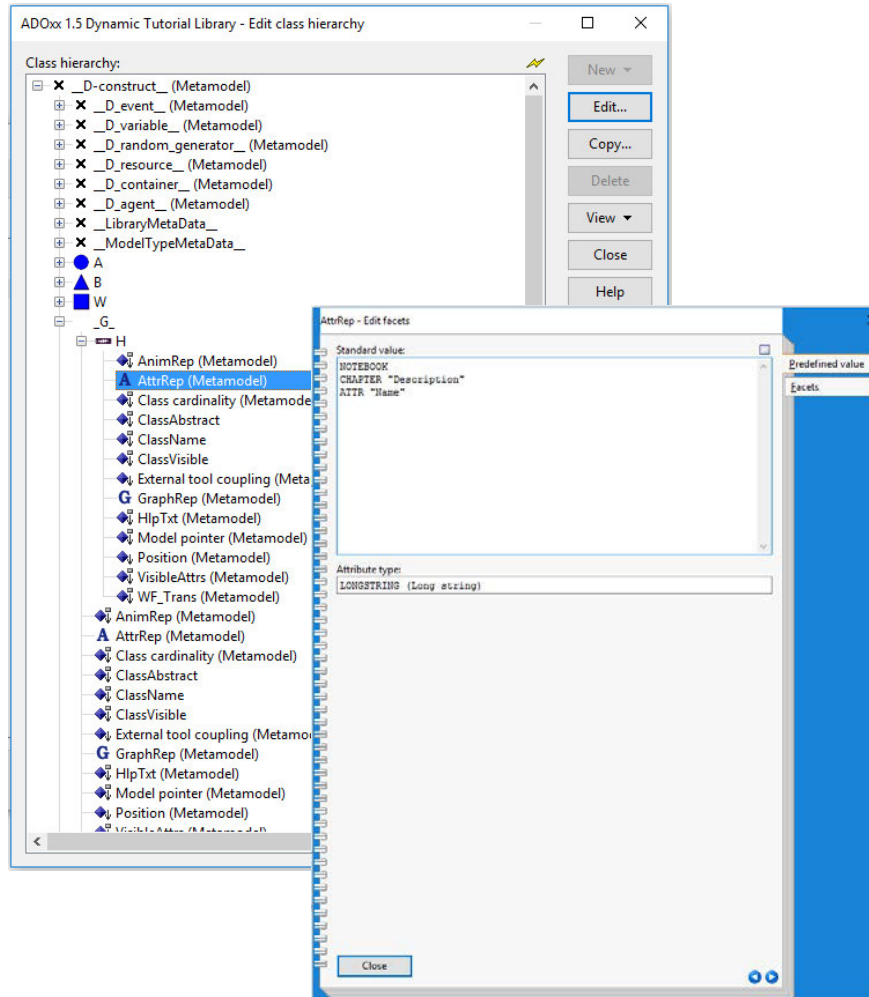 ADOxx 1.5 Dynamic Tutorial Library - Edit class hierarchy
Class hierarchy:
__D-construct__ (Metamodel)
__D_event__ (Metamodel)
__D_variable__ (Metamodel)
__D_random_generator__ (Metamodel)
__D_resource__ (Metamodel)
__D_container__ (Metamodel)
__D_agent__ (Metamodel)
__LibraryMetaData__
__ModelTypeMetaData__
A
B
W
_G_
H
AnimRep (Metamodel)
A AttrRep (Metamodel)
Class cardinality (Metamode
ClassAbstract
ClassName
ClassVisible
External tool coupling (Meta
G GraphRep (Metamodel)
HlpTxt (Metamodel)
Model pointer (Metamodel)
Position (Metamodel)
VisibleAttrs (Metamodel)
WF_Trans (Metamodel)
AnimRep (Metamodel)
A AttrRep (Metamodel)
Class cardinality (Metamodel)
ClassAbstract
ClassName
ClassVisible
External tool coupling (Metamo
G GraphRep (Metamodel)
HlpTxt (Metamodel)
Model pointer (Metamodel)
Position (Metamodel)
New
Edit...
Copy...
Delete
View
Close
Help
AttrRep - Edit facets
Standard value:
NOTEBOOK
CHAPTER "Description"
ATTR "Name"
Attribute type:
LONGSTRING (Long string)
Close
Predefined value
Facets